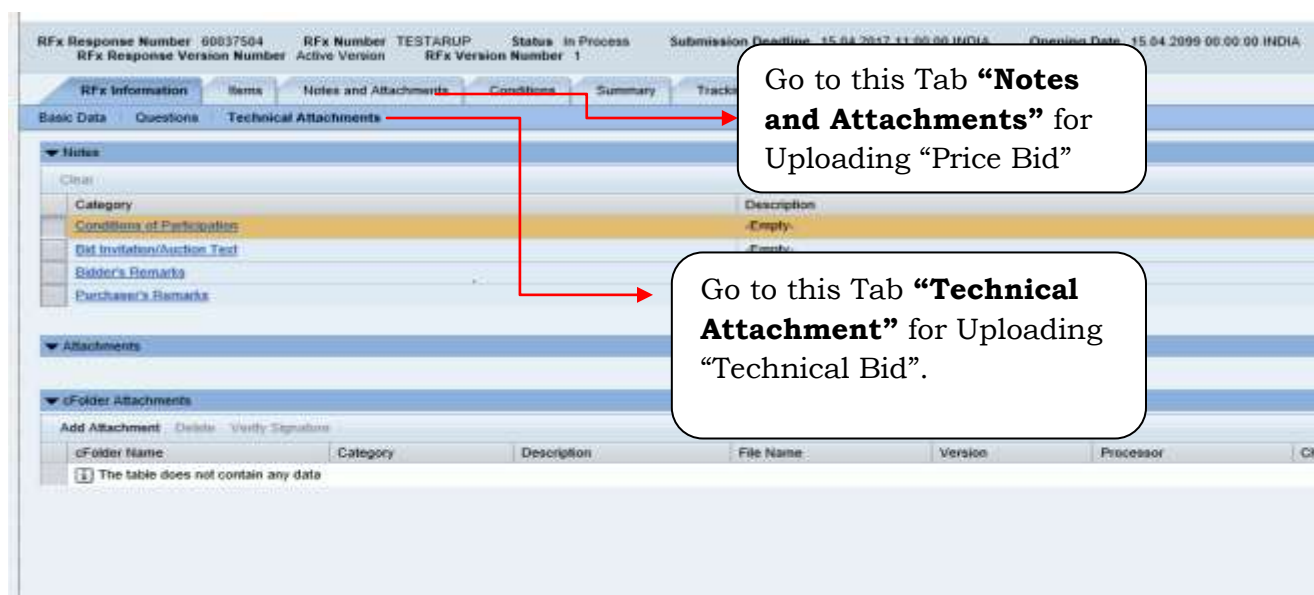 RFx Response Number 60037504 RFx Number TESTARUP Status In Process Submission Deadline 15.04.2017 11:00:00 INDIA Opening Date 15.04.2099 00:00:00 INDIA
RFx Response Version Number Active Version RFx Version Number 1
RFx Information Items Notes and Attachments Conditions Summary
Basic Data Questions Technical Attachments
Go to this Tab “Notes
and Attachments” for
Uploading “Price Bid”
Notes
Clear
Category Description
Conditions of Participation -Empty-
Bid Invitation/Auction Text -Empty-
Bidder's Remarks
Purchaser's Remarks
Go to this Tab “Technical
Attachment” for Uploading
“Technical Bid”.
Attachments
cFolder Attachments
Add Attachment Delete Verify Signature
cFolder Name Category Description File Name Version Processor
The table does not contain any data